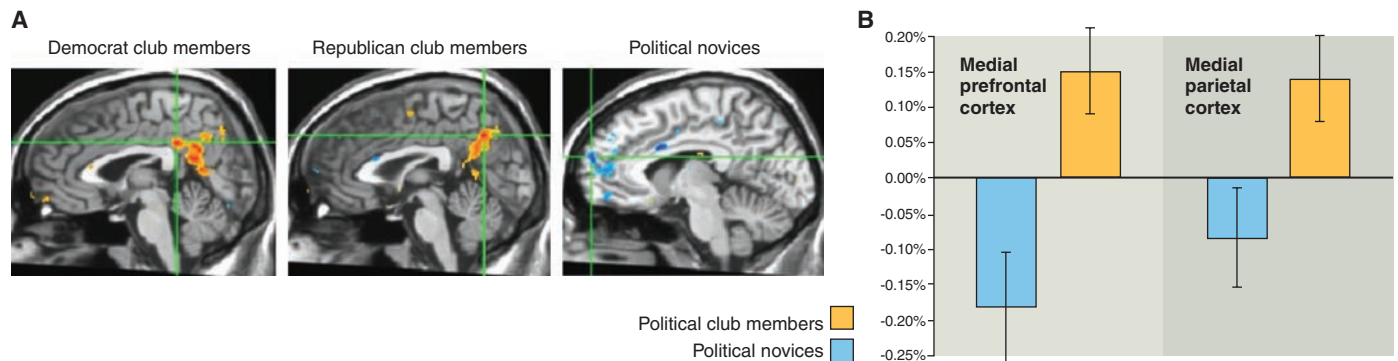 A
Democrat club members
Republican club members
Political novices
Political club members
Political novices
B
0.20%
0.15%
0.10%
0.05%
0.00%
-0.05%
-0.10%
-0.15%
-0.20%
-0.25%
Medial
prefrontal
cortex
Medial
parietal
cortex